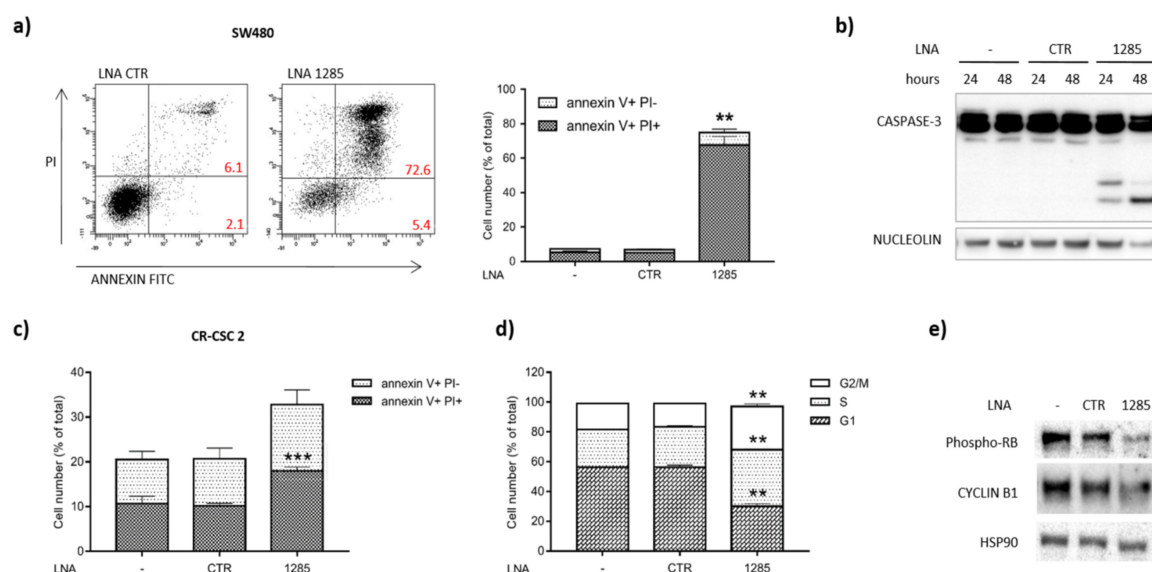 a)
SW480
LNA CTR
LNA 1285
PI
6.1
2.1
72.6
5.4
ANNEXIN FITC
annexin V+ PI-
annexin V+ PI+
**
Cell number (% of total)
100
80
60
40
20
0
LNA - CTR 1285
b)
LNA - CTR 1285
hours 24 48 24 48 24 48
CASPASE-3
NUCLEOLIN
c)
CR-CSC 2
annexin V+ PI-
annexin V+ PI+
***
Cell number (% of total)
40
30
20
10
0
LNA - CTR 1285
d)
G2/M
S
G1
**
**
**
Cell number (% of total)
120
100
80
60
40
20
0
LNA - CTR 1285
e)
LNA - CTR 1285
Phospho-RB
CYCLIN B1
HSP90